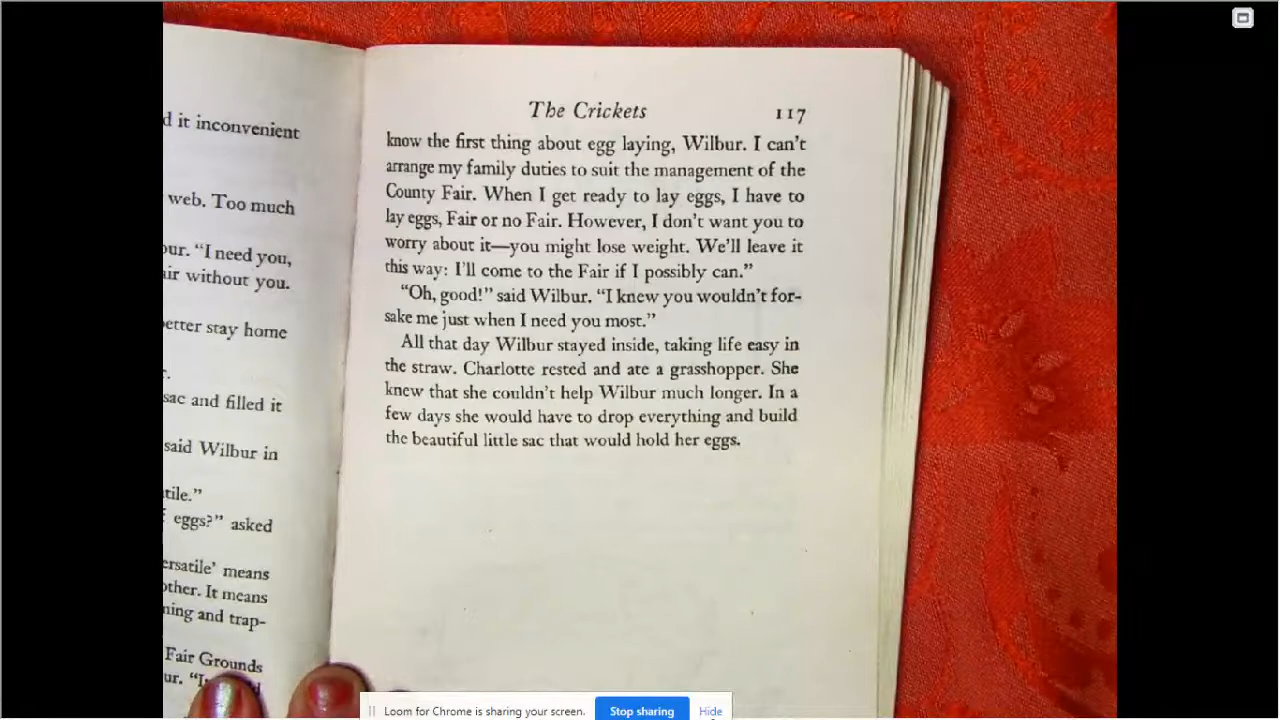 d it inconvenient
web. Too much
ur. “I need you,
ir without you.
etter stay home
sac and filled it
said Wilbur in
tile.”
eggs?” asked
ersatile’ means
other. It means
ning and trap-
Fair Grounds
ur.
The Crickets 117
know the first thing about egg laying, Wilbur. I can’t
arrange my family duties to suit the management of the
County Fair. When I get ready to lay eggs, I have to
lay eggs, Fair or no Fair. However, I don’t want you to
worry about it—you might lose weight. We’ll leave it
this way: I’ll come to the Fair if I possibly can.”
“Oh, good!” said Wilbur. “I knew you wouldn’t for-
sake me just when I need you most.”
All that day Wilbur stayed inside, taking life easy in
the straw. Charlotte rested and ate a grasshopper. She
knew that she couldn’t help Wilbur much longer. In a
few days she would have to drop everything and build
the beautiful little sac that would hold her eggs.
Loom for Chrome is sharing your screen. Stop sharing Hide